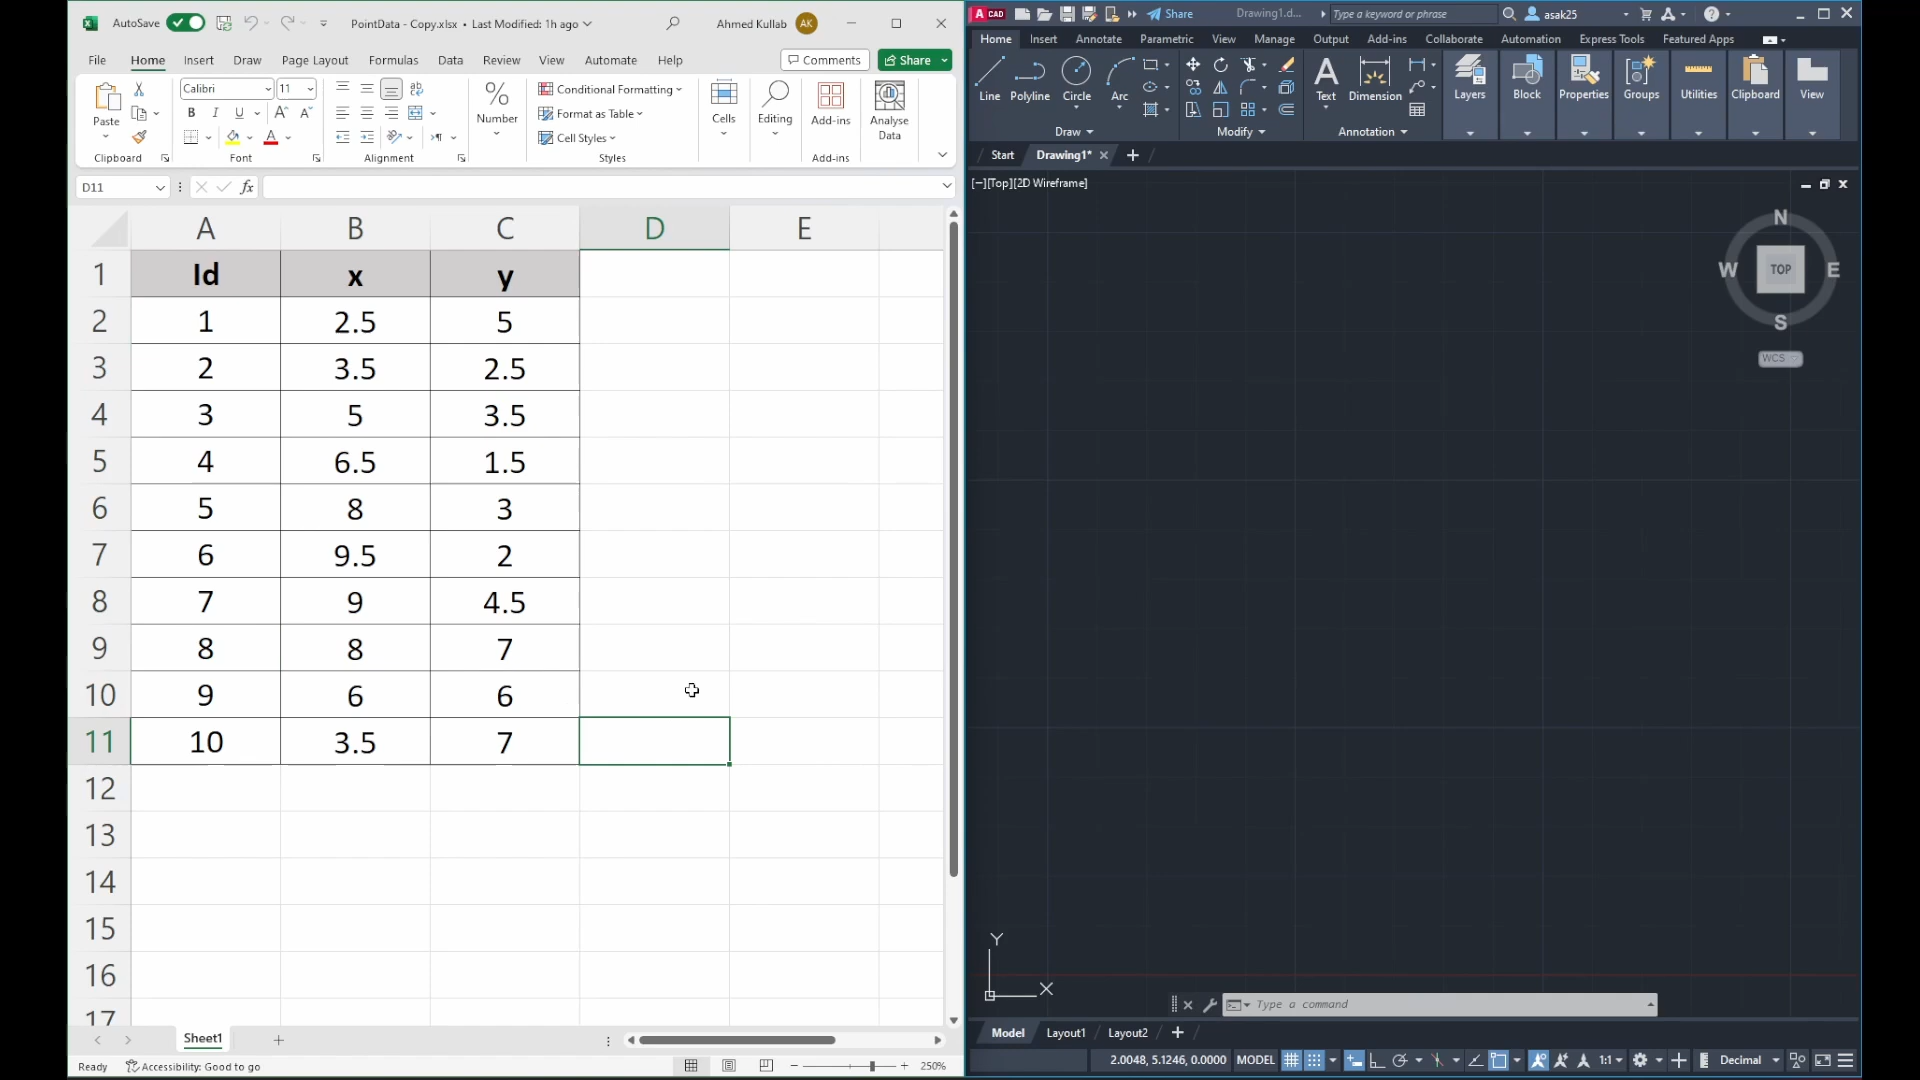 AutoSave PointData - Copy.xlsx • Last Modified: 1h ago Ahmed Kullab AK
File Home Insert Draw Page Layout Formulas Data Review View Automate Help Comments Share
Paste Calibri 11 Number Conditional Formatting Cells Editing Add-ins Analyse Data
B I U A A A Format as Table
Cell Styles
Clipboard Font Alignment Styles Add-ins
D11 fx
A B C D E
1 Id x y
2 1 2.5 5
3 2 3.5 2.5
4 3 5 3.5
5 4 6.5 1.5
6 5 8 3
7 6 9.5 2
8 7 9 4.5
9 8 8 7
10 9 6 6
11 10 3.5 7
12
13
14
15
16
17
Sheet1
Ready Accessibility: Good to go 250%
A CAD Share Drawing1.d... Type a keyword or phrase asak25
Home Insert Annotate Parametric View Manage Output Add-ins Collaborate Automation Express Tools Featured Apps
Line Polyline Circle Arc Text Dimension Layers Block Properties Groups Utilities Clipboard View
Draw Modify Annotation
Start Drawing1*
[−][Top][2D Wireframe]
N
W TOP E
S
WCS
Y
X
Type a command
Model Layout1 Layout2
2.0048, 5.1246, 0.0000 MODEL 1:1 Decimal